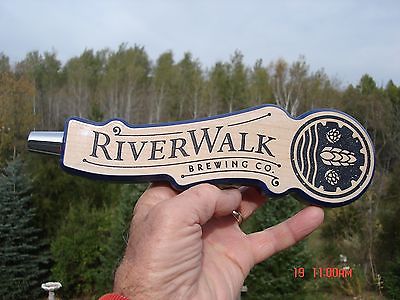 RIVERWALK
BREWING CO.
19 11:00AM